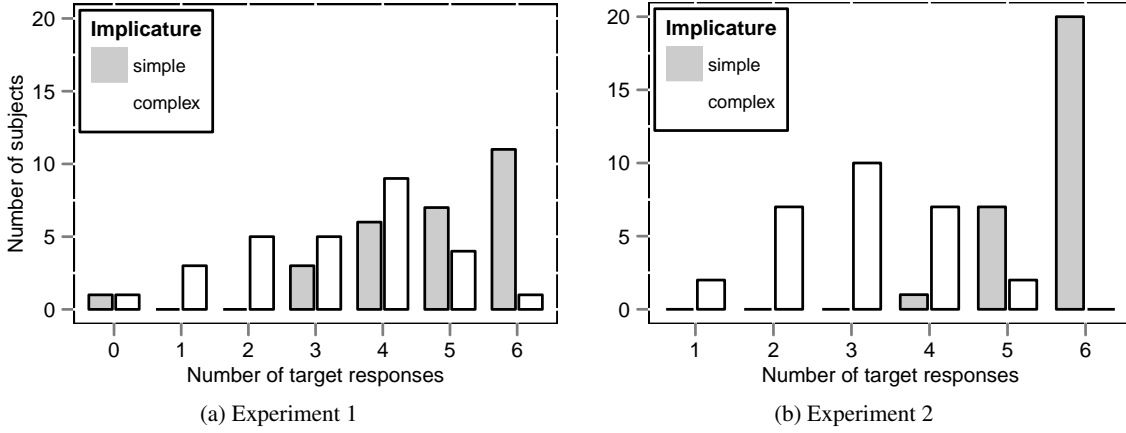 Implicature
simple
complex
Number of subjects
20
15
10
5
0
0 1 2 3 4 5 6
Number of target responses
(a) Experiment 1
Implicature
simple
complex
20
15
10
5
0
1 2 3 4 5 6
Number of target responses
(b) Experiment 2